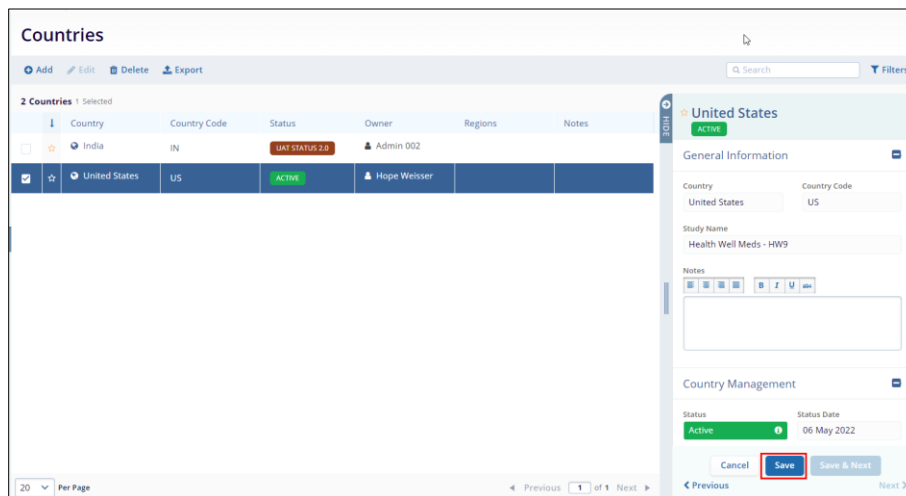 Countries
Add Edit Delete Export Search Filters
2 Countries 1 Selected
Country Country Code Status Owner Regions Notes
India IN UAT STATUS 2.0 Admin 002
United States US ACTIVE Hope Weisser
20 Per Page Previous 1 of 1 Next
HIDE
United States
ACTIVE
General Information
Country Country Code
United States US
Study Name
Health Well Meds - HW9
Notes
B I U abc
Country Management
Status Status Date
Active 06 May 2022
Cancel Save Save & Next
Previous Next